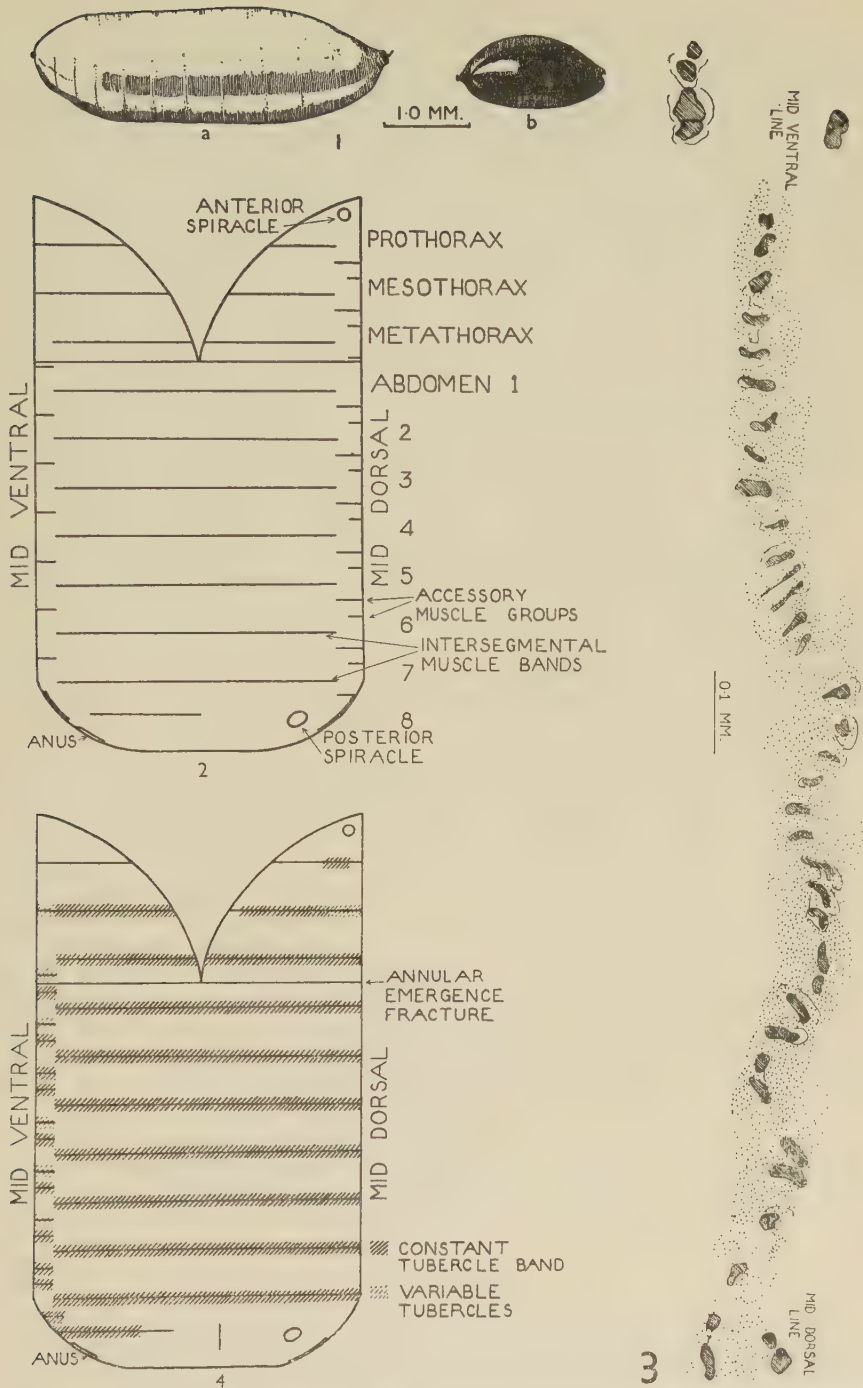 a
1
1·0 MM.
b
ANTERIOR
SPIRACLE
PROTHORAX
MESOTHORAX
METATHORAX
ABDOMEN 1
2
3
4
5
6
7
8
MID VENTRAL
MID DORSAL
ACCESSORY
MUSCLE GROUPS
INTERSEGMENTAL
MUSCLE BANDS
ANUS
POSTERIOR
SPIRACLE
2
MID VENTRAL
LINE
0·1 MM.
MID DORSAL
LINE
3
ANNULAR
EMERGENCE
FRACTURE
MID VENTRAL
MID DORSAL
CONSTANT
TUBERCLE BAND
VARIABLE
TUBERCLES
ANUS
4